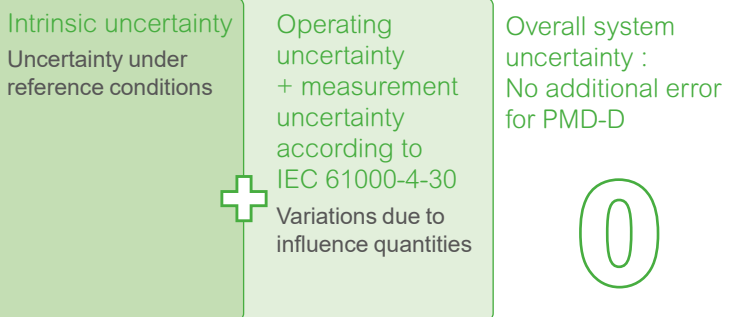 Intrinsic uncertainty
Uncertainty under
reference conditions
+
Operating
uncertainty
+ measurement
uncertainty
according to
IEC 61000-4-30
Variations due to
influence quantities
Overall system
uncertainty :
No additional error
for PMD-D
0